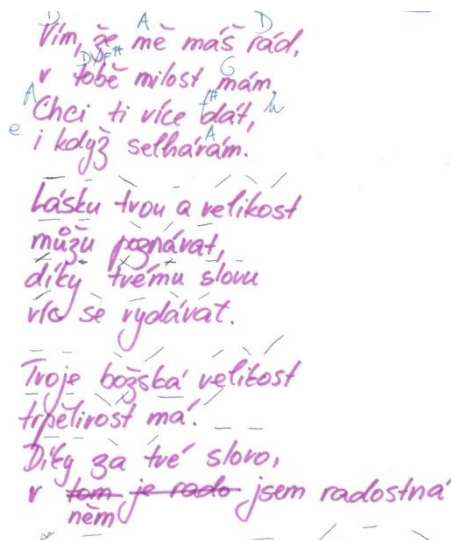 D A D
Vím, že mě máš rád,
D D/F# G
v tobě milost mám.
A f# h
Chci ti více dát,
e A
i když selhávám.
Lásku tvou a velikost
můžu poznávat,
díky tvému slovu
víc se vydávat.
Tvoje božská velikost
trpělivost má.
Díky za tvé slovo,
v tom je rado jsem radostná
něm